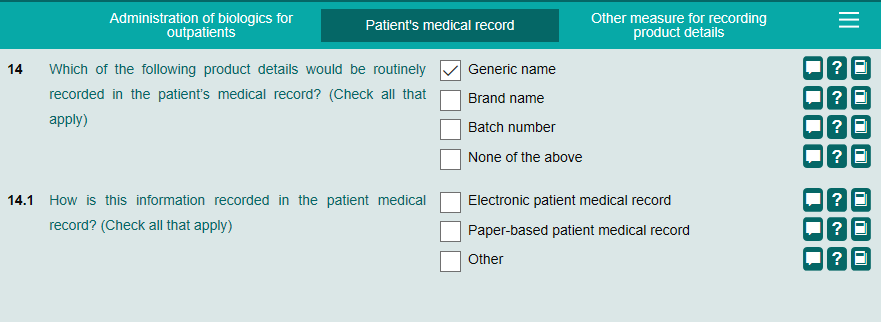 Administration of biologics for
outpatients
Patient's medical record
Other measure for recording
product details
14 Which of the following product details would be routinely
recorded in the patient's medical record? (Check all that
apply)
Generic name
Brand name
Batch number
None of the above
14.1 How is this information recorded in the patient medical
record? (Check all that apply)
Electronic patient medical record
Paper-based patient medical record
Other
?
?
?
?
?
?
?